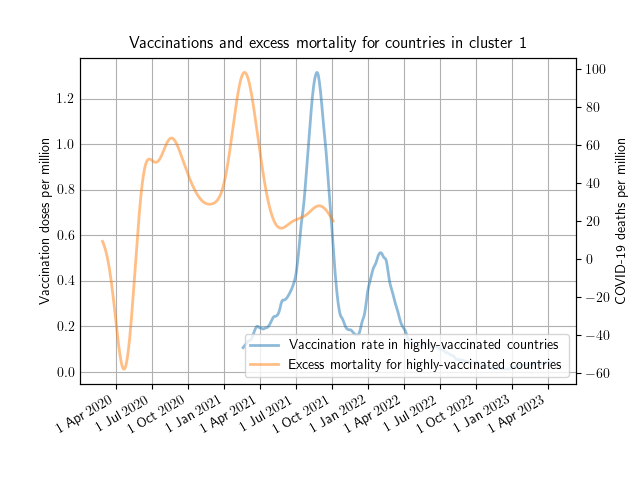 Vaccinations and excess mortality for countries in cluster 1
Vaccination doses per million
1.2
1.0
0.8
0.6
0.4
0.2
0.0
100
80
60
40
20
0
−20
−40
−60
COVID-19 deaths per million
Vaccination rate in highly-vaccinated countries
Excess mortality for highly-vaccinated countries
1 Apr 2020
1 Jul 2020
1 Oct 2020
1 Jan 2021
1 Apr 2021
1 Jul 2021
1 Oct 2021
1 Jan 2022
1 Apr 2022
1 Jul 2022
1 Oct 2022
1 Jan 2023
1 Apr 2023